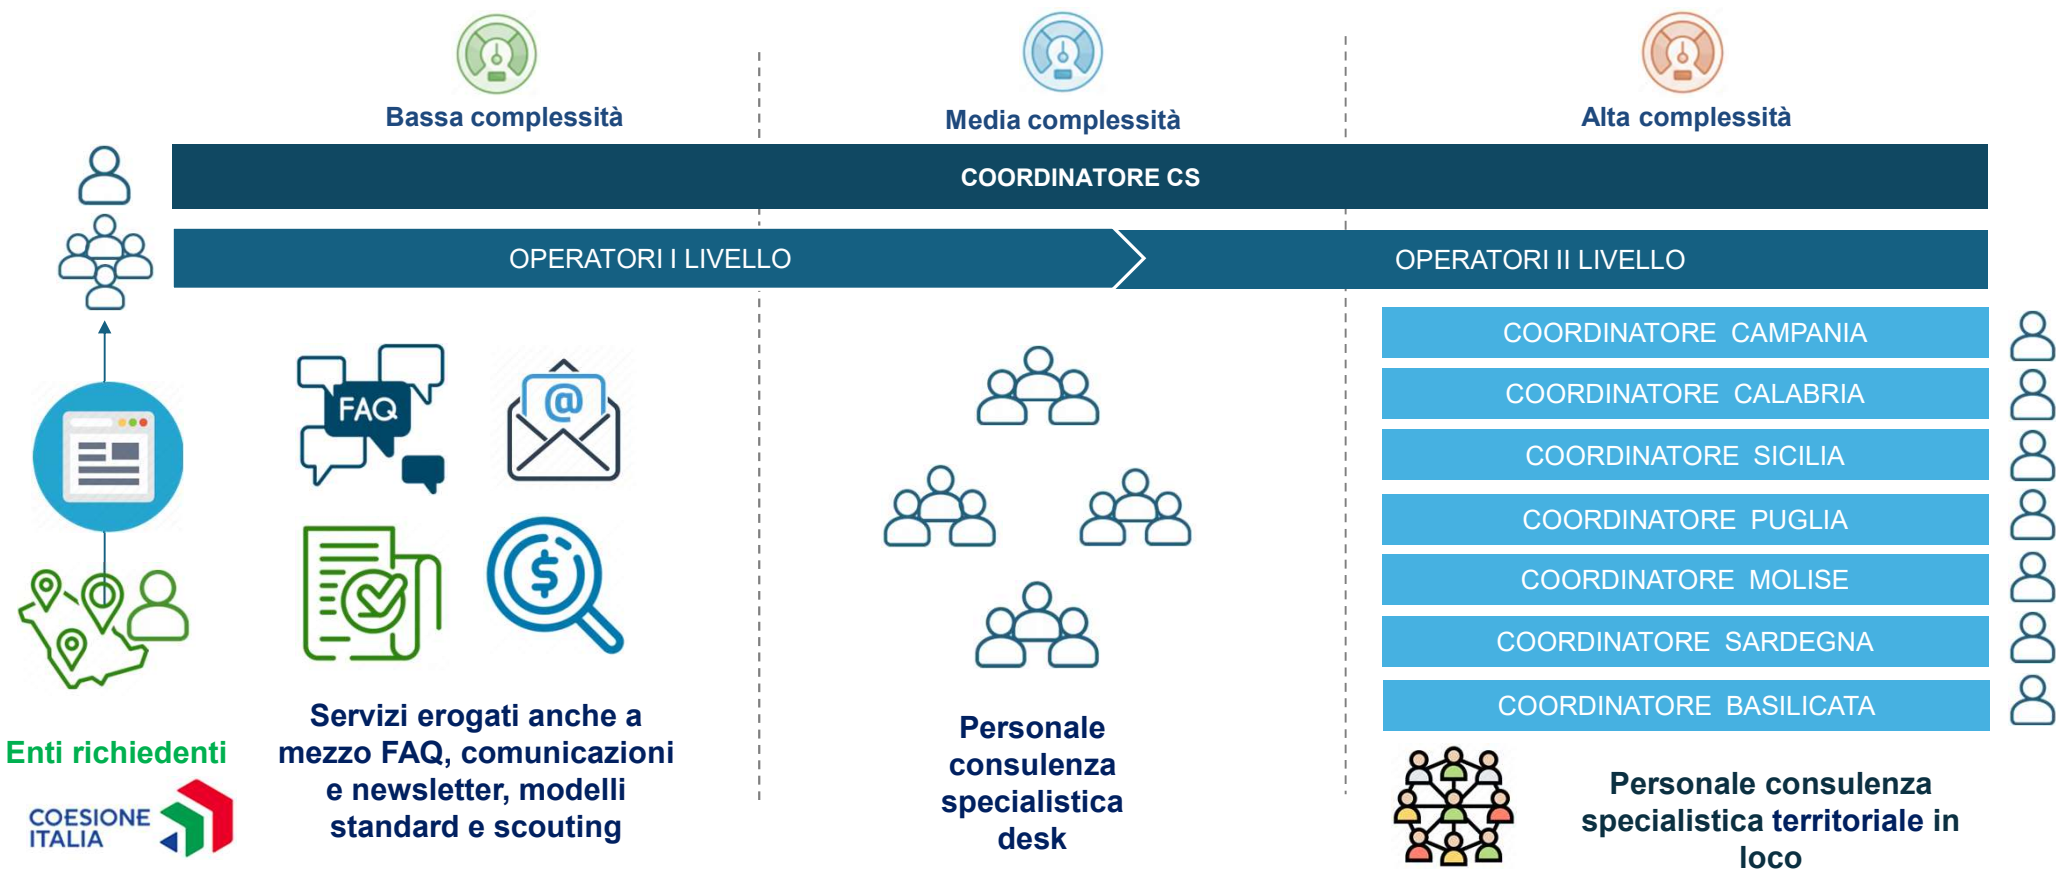 Bassa complessità
Media complessità
Alta complessità
COORDINATORE CS
OPERATORI I LIVELLO
OPERATORI II LIVELLO
FAQ
@
$
COORDINATORE CAMPANIA
COORDINATORE CALABRIA
COORDINATORE SICILIA
COORDINATORE PUGLIA
COORDINATORE MOLISE
COORDINATORE SARDEGNA
COORDINATORE BASILICATA
Enti richiedenti
COESIONE
ITALIA
Servizi erogati anche a
mezzo FAQ, comunicazioni
e newsletter, modelli
standard e scouting
Personale
consulenza
specialistica
desk
Personale consulenza
specialistica territoriale in
loco